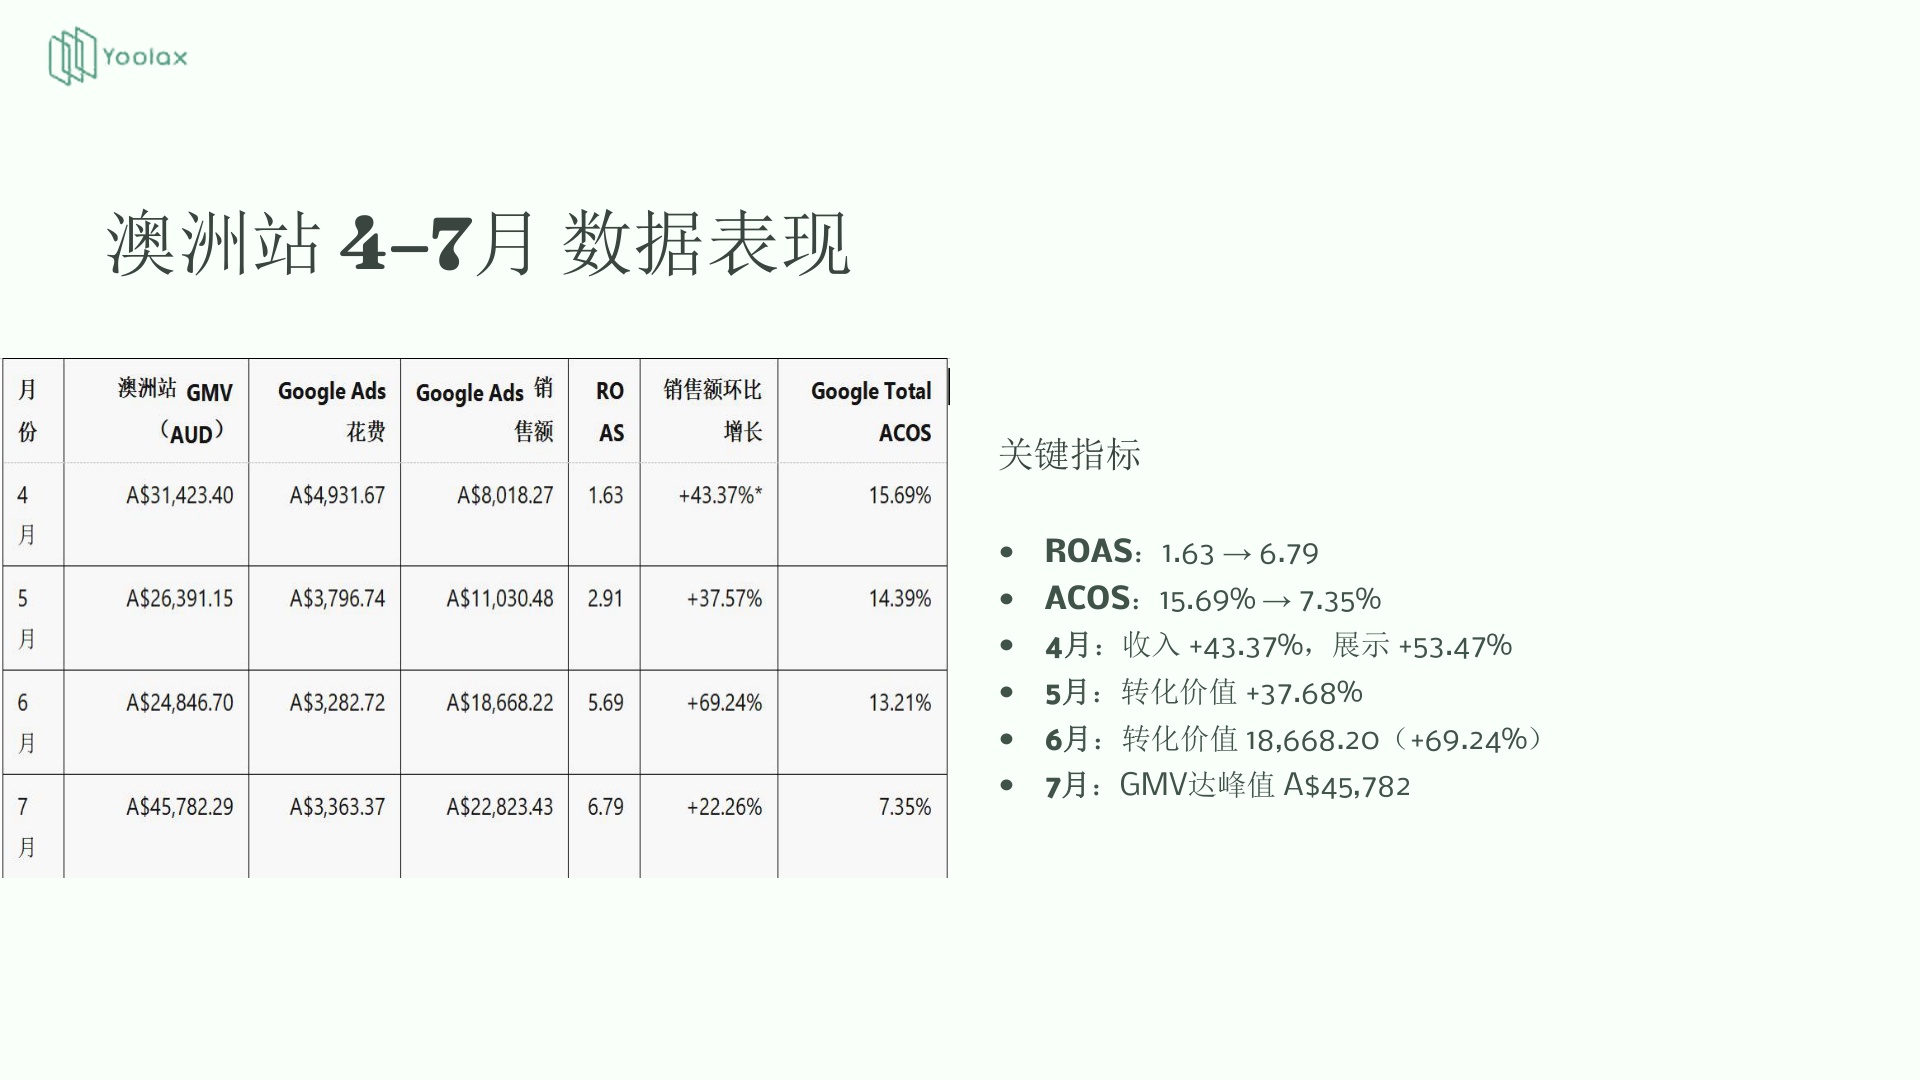 Yoolax
澳洲站 4–7月 数据表现
月份 澳洲站 GMV（AUD） Google Ads 花费 Google Ads 销售额 ROAS 销售额环比增长 Google Total ACOS
4月 A$31,423.40 A$4,931.67 A$8,018.27 1.63 +43.37%* 15.69%
5月 A$26,391.15 A$3,796.74 A$11,030.48 2.91 +37.57% 14.39%
6月 A$24,846.70 A$3,282.72 A$18,668.22 5.69 +69.24% 13.21%
7月 A$45,782.29 A$3,363.37 A$22,823.43 6.79 +22.26% 7.35%
关键指标
• ROAS：1.63 → 6.79
• ACOS：15.69% → 7.35%
• 4月：收入 +43.37%，展示 +53.47%
• 5月：转化价值 +37.68%
• 6月：转化价值 18,668.20（+69.24%）
• 7月：GMV达峰值 A$45,782